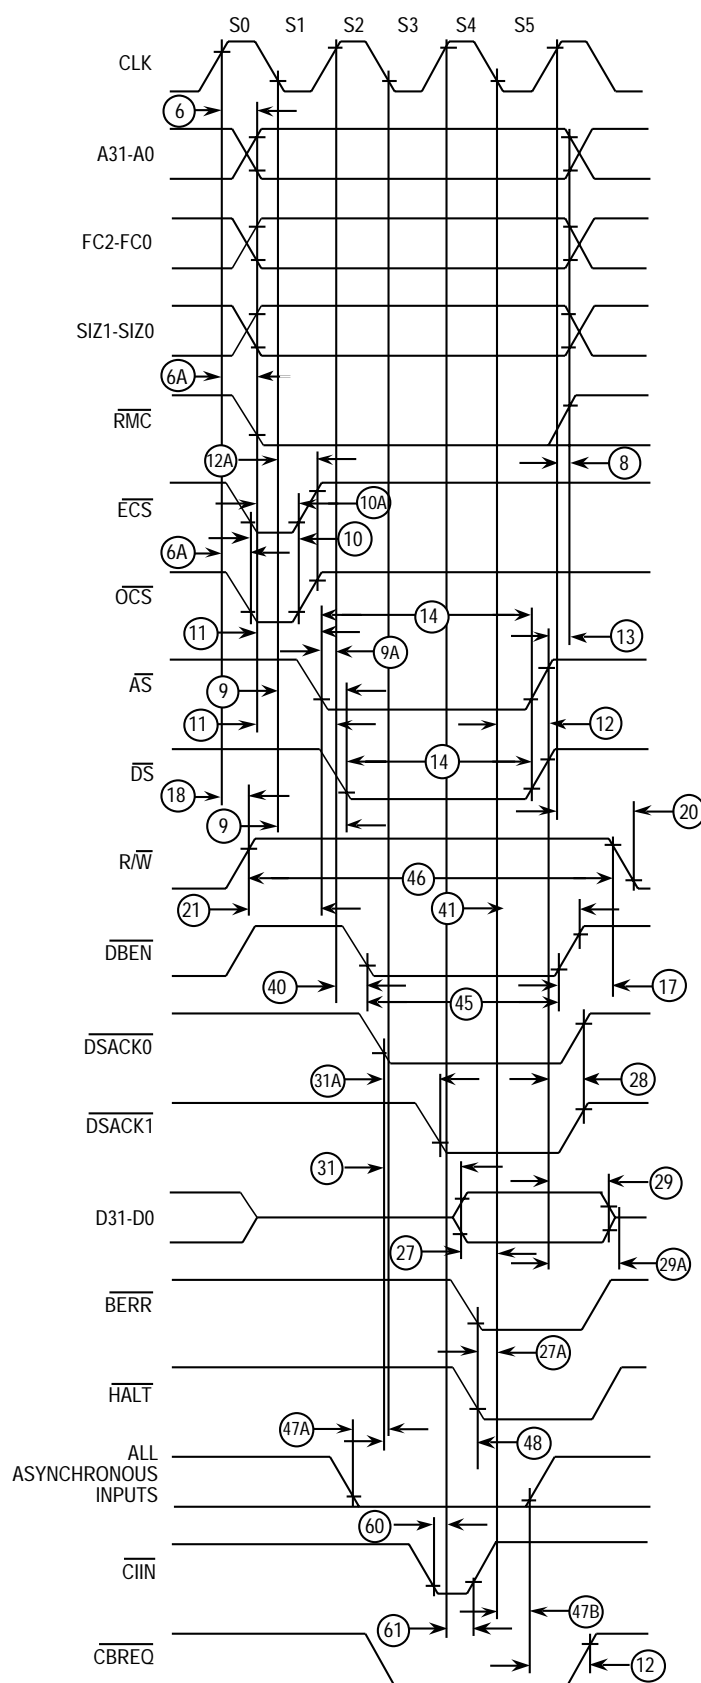 S0 S1 S2 S3 S4 S5
CLK
6
A31-A0
FC2-FC0
SIZ1-SIZ0
6A
RMC
12A
8
ECS
10A
10
6A
OCS
14
11
13
9A
AS
9
11
12
DS
14
18
20
9
R/W
46
21
41
DBEN
40
45
17
DSACK0
31A
28
DSACK1
31
29
D31-D0
27
29A
BERR
27A
HALT
47A
48
ALL
ASYNCHRONOUS
INPUTS
60
CIIN
47B
61
CBREQ
12